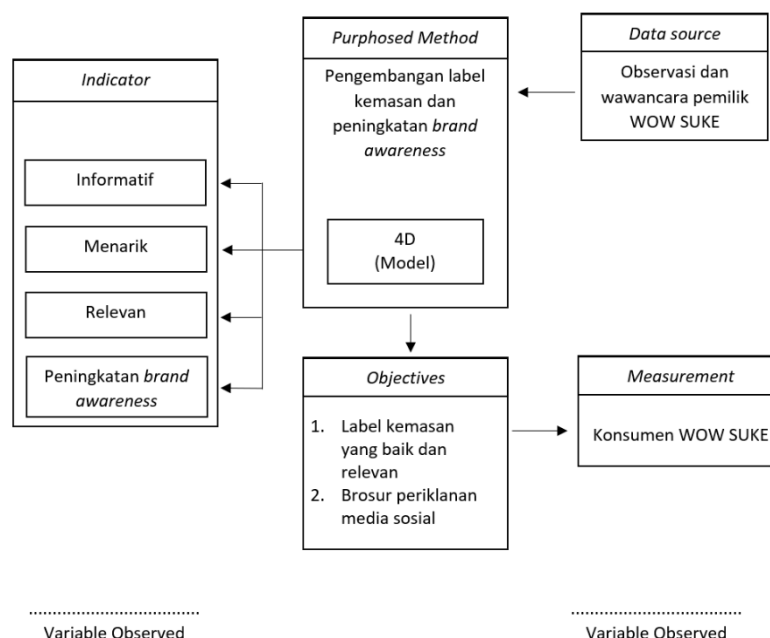 Indicator
Informatif
Menarik
Relevan
Peningkatan brand
awareness
Purphosed Method
Pengembangan label
kemasan dan
peningkatan brand
awareness
4D
(Model)
Data source
Observasi dan
wawancara pemilik
WOW SUKE
Objectives
1. Label kemasan
yang baik dan
relevan
2. Brosur periklanan
media sosial
Measurement
Konsumen WOW SUKE
....................................
Variable Observed
....................................
Variable Observed